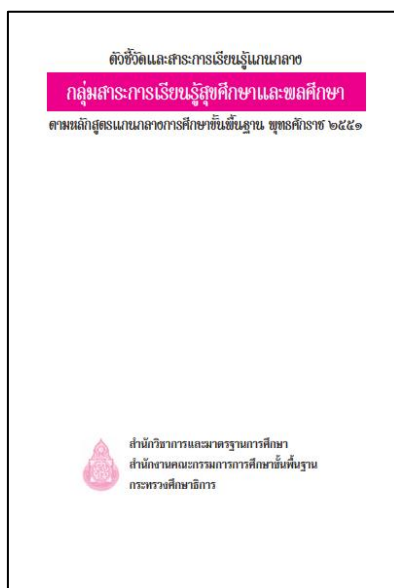 ตัวชี้วัดและสาระการเรียนรู้แกนกลาง
กลุ่มสาระการเรียนรู้สุขศึกษาและพลศึกษา
ตามหลักสูตรแกนกลางการศึกษาขั้นพื้นฐาน พุทธศักราช ๒๕๕๑
สำนักวิชาการและมาตรฐานการศึกษา
สำนักงานคณะกรรมการการศึกษาขั้นพื้นฐาน
กระทรวงศึกษาธิการ